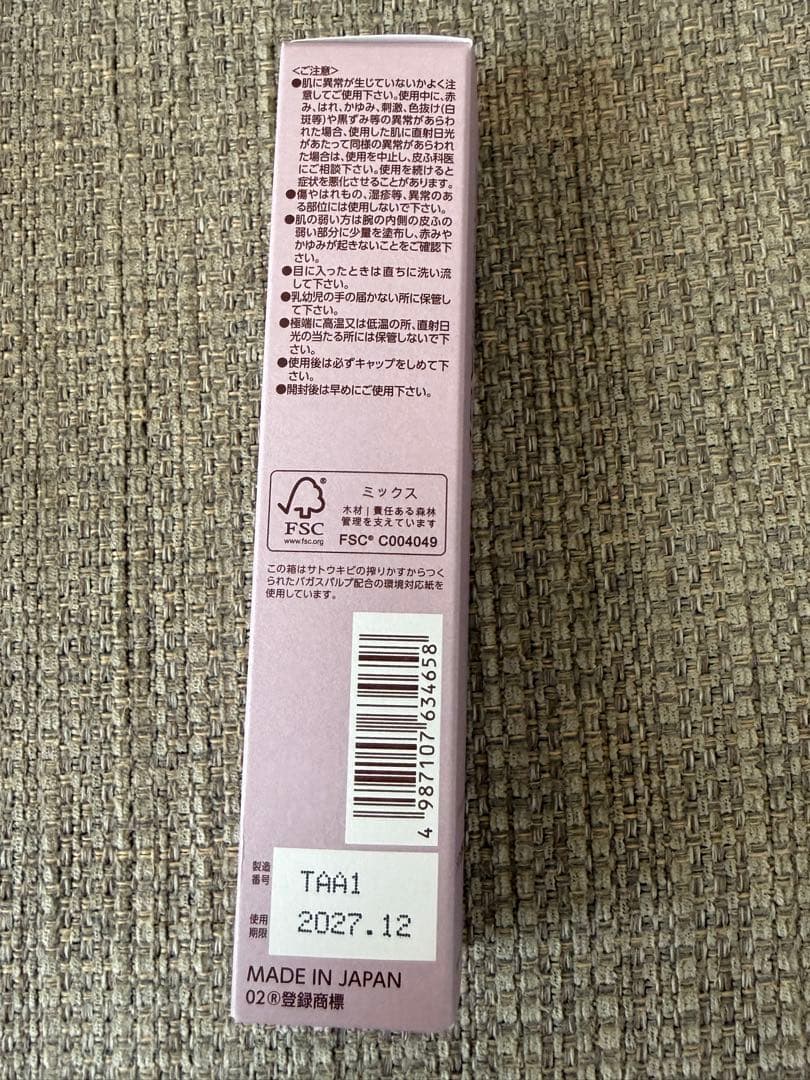 <ご注意>
●肌に異常が生じていないかよく注
意してご使用下さい。使用中に、赤
み、はれ、かゆみ、刺激、色抜け(白
斑等)や黒ずみ等の異常があらわ
れた場合、使用した肌に直射日光
があたって同様の異常があらわれ
た場合は、使用を中止し、皮ふ科医
にご相談下さい。使用を続けると
症状を悪化させることがあります。
●傷やはれもの、湿疹等、異常のあ
る部位には使用しないで下さい。
●肌の弱い方は腕の内側の皮ふの
弱い部分に少量を塗布し、赤みや
かゆみが起きないことをご確認下
さい。
●目に入ったときは直ちに洗い流
して下さい。
●乳幼児の手の届かない所に保管し
て下さい。
●極端に高温又は低温の所、直射日
光の当たる所には保管しないで下
さい。
●使用後は必ずキャップをしめて下
さい。
●開封後は早めにご使用下さい。
®
FSC
www.fsc.org
ミックス
木材|責任ある森林
管理を支えています
FSC® C004049
この箱はサトウキビの搾りかすからつく
られたバガスパルプ配合の環境対応紙を
使用しています。
4 987107 634658
製造
番号
TAA1
使用
期限
2027.12
MADE IN JAPAN
02®登録商標